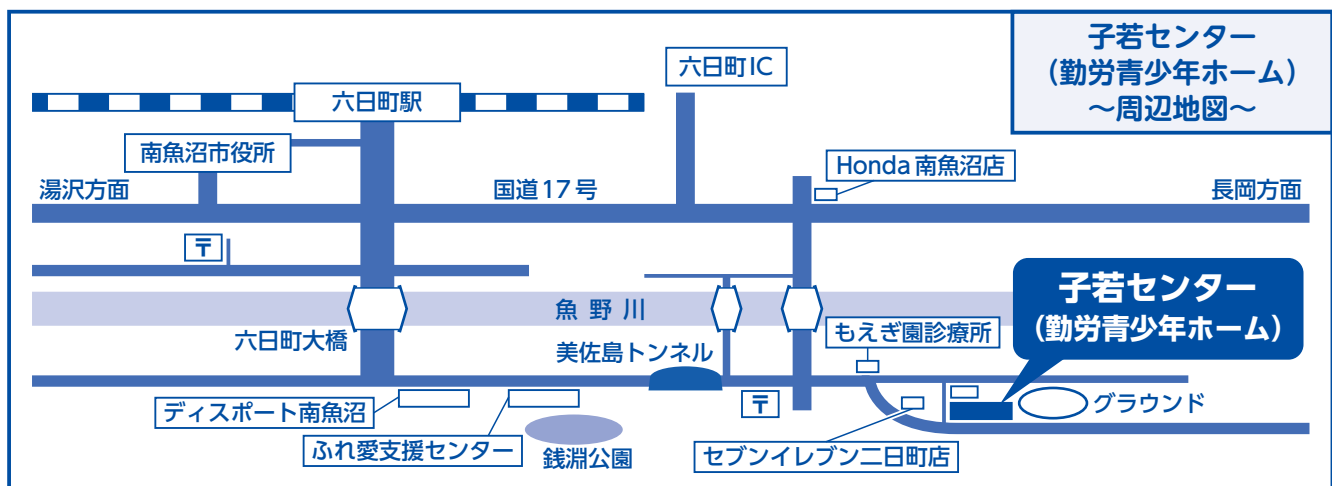 子若センター
(勤労青少年ホーム)
〜周辺地図〜
六日町IC
六日町駅
南魚沼市役所
Honda 南魚沼店
湯沢方面
国道17号
長岡方面
〒
子若センター
(勤労青少年ホーム)
魚野川
六日町大橋
もえぎ園診療所
美佐島トンネル
〒
グラウンド
ディスポート南魚沼
ふれ愛支援センター
銭淵公園
セブンイレブン二日町店